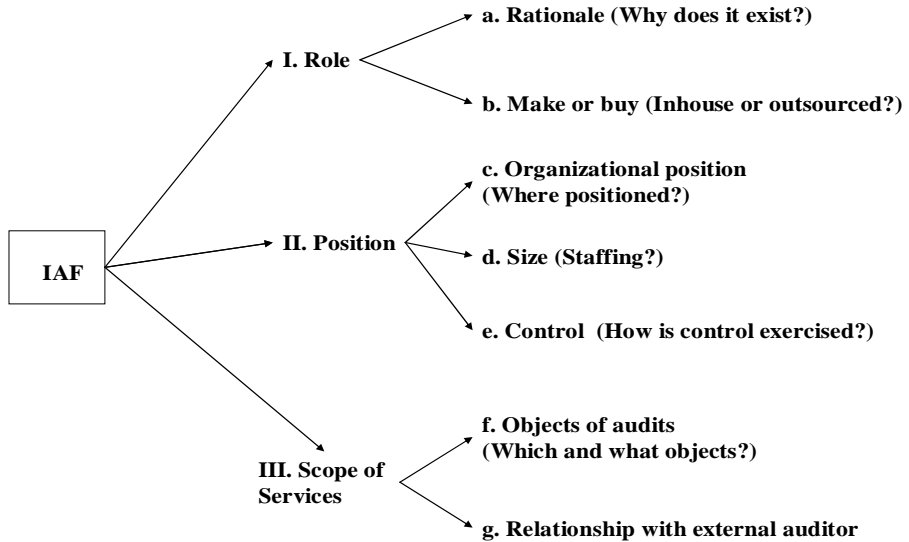 a. Rationale (Why does it exist?)
I. Role
b. Make or buy (Inhouse or outsourced?)
c. Organizational position
(Where positioned?)
II. Position
d. Size (Staffing?)
IAF
e. Control (How is control exercised?)
f. Objects of audits
(Which and what objects?)
III. Scope of
Services
g. Relationship with external auditor